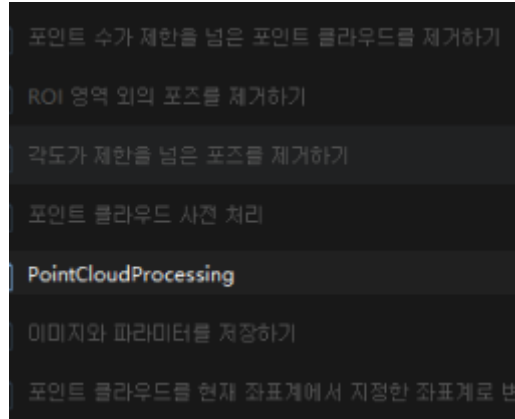 포인트 수가 제한을 넘은 포인트 클라우드를 제거하기
ROI 영역 외의 포즈를 제거하기
각도가 제한을 넘은 포즈를 제거하기
포인트 클라우드 사전 처리
PointCloudProcessing
이미지와 파라미터를 저장하기
포인트 클라우드를 현재 좌표계에서 지정한 좌표계로 변